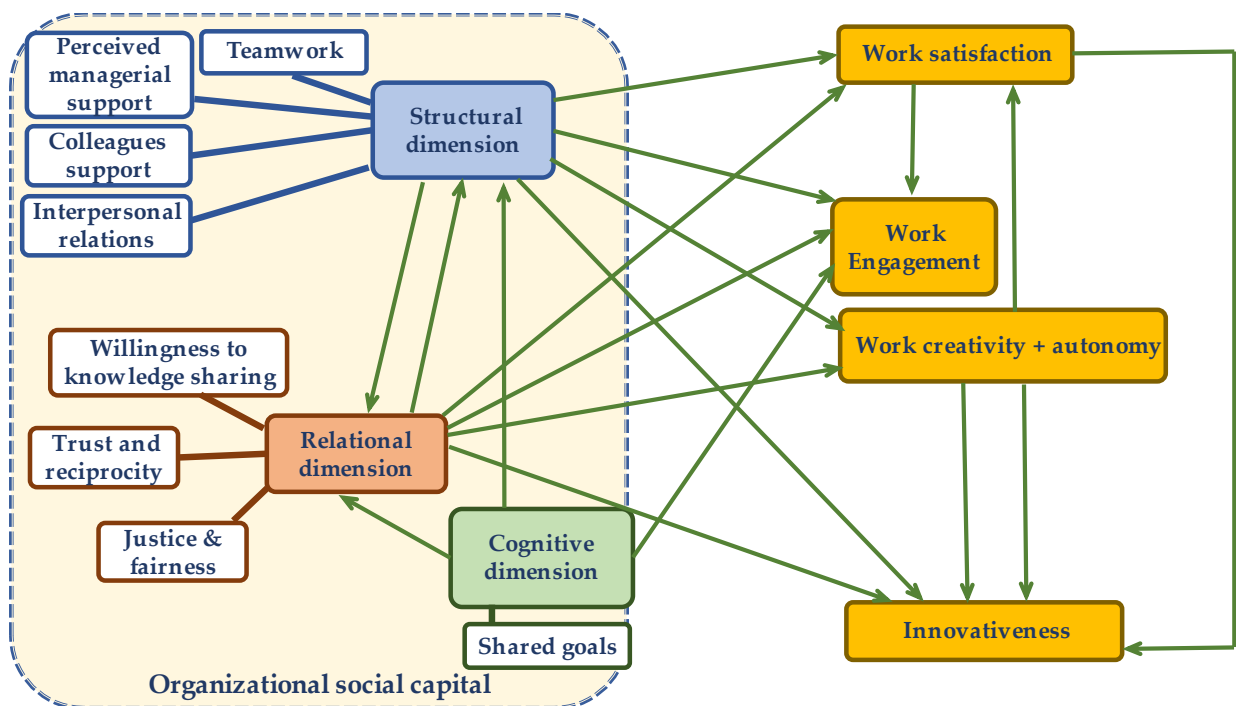 Perceived
managerial
support
Teamwork
Colleagues
support
Interpersonal
relations
Structural
dimension
Willingness to
knowledge sharing
Trust and
reciprocity
Justice &
fairness
Relational
dimension
Cognitive
dimension
Shared goals
Organizational social capital
Work satisfaction
Work
Engagement
Work creativity + autonomy
Innovativeness